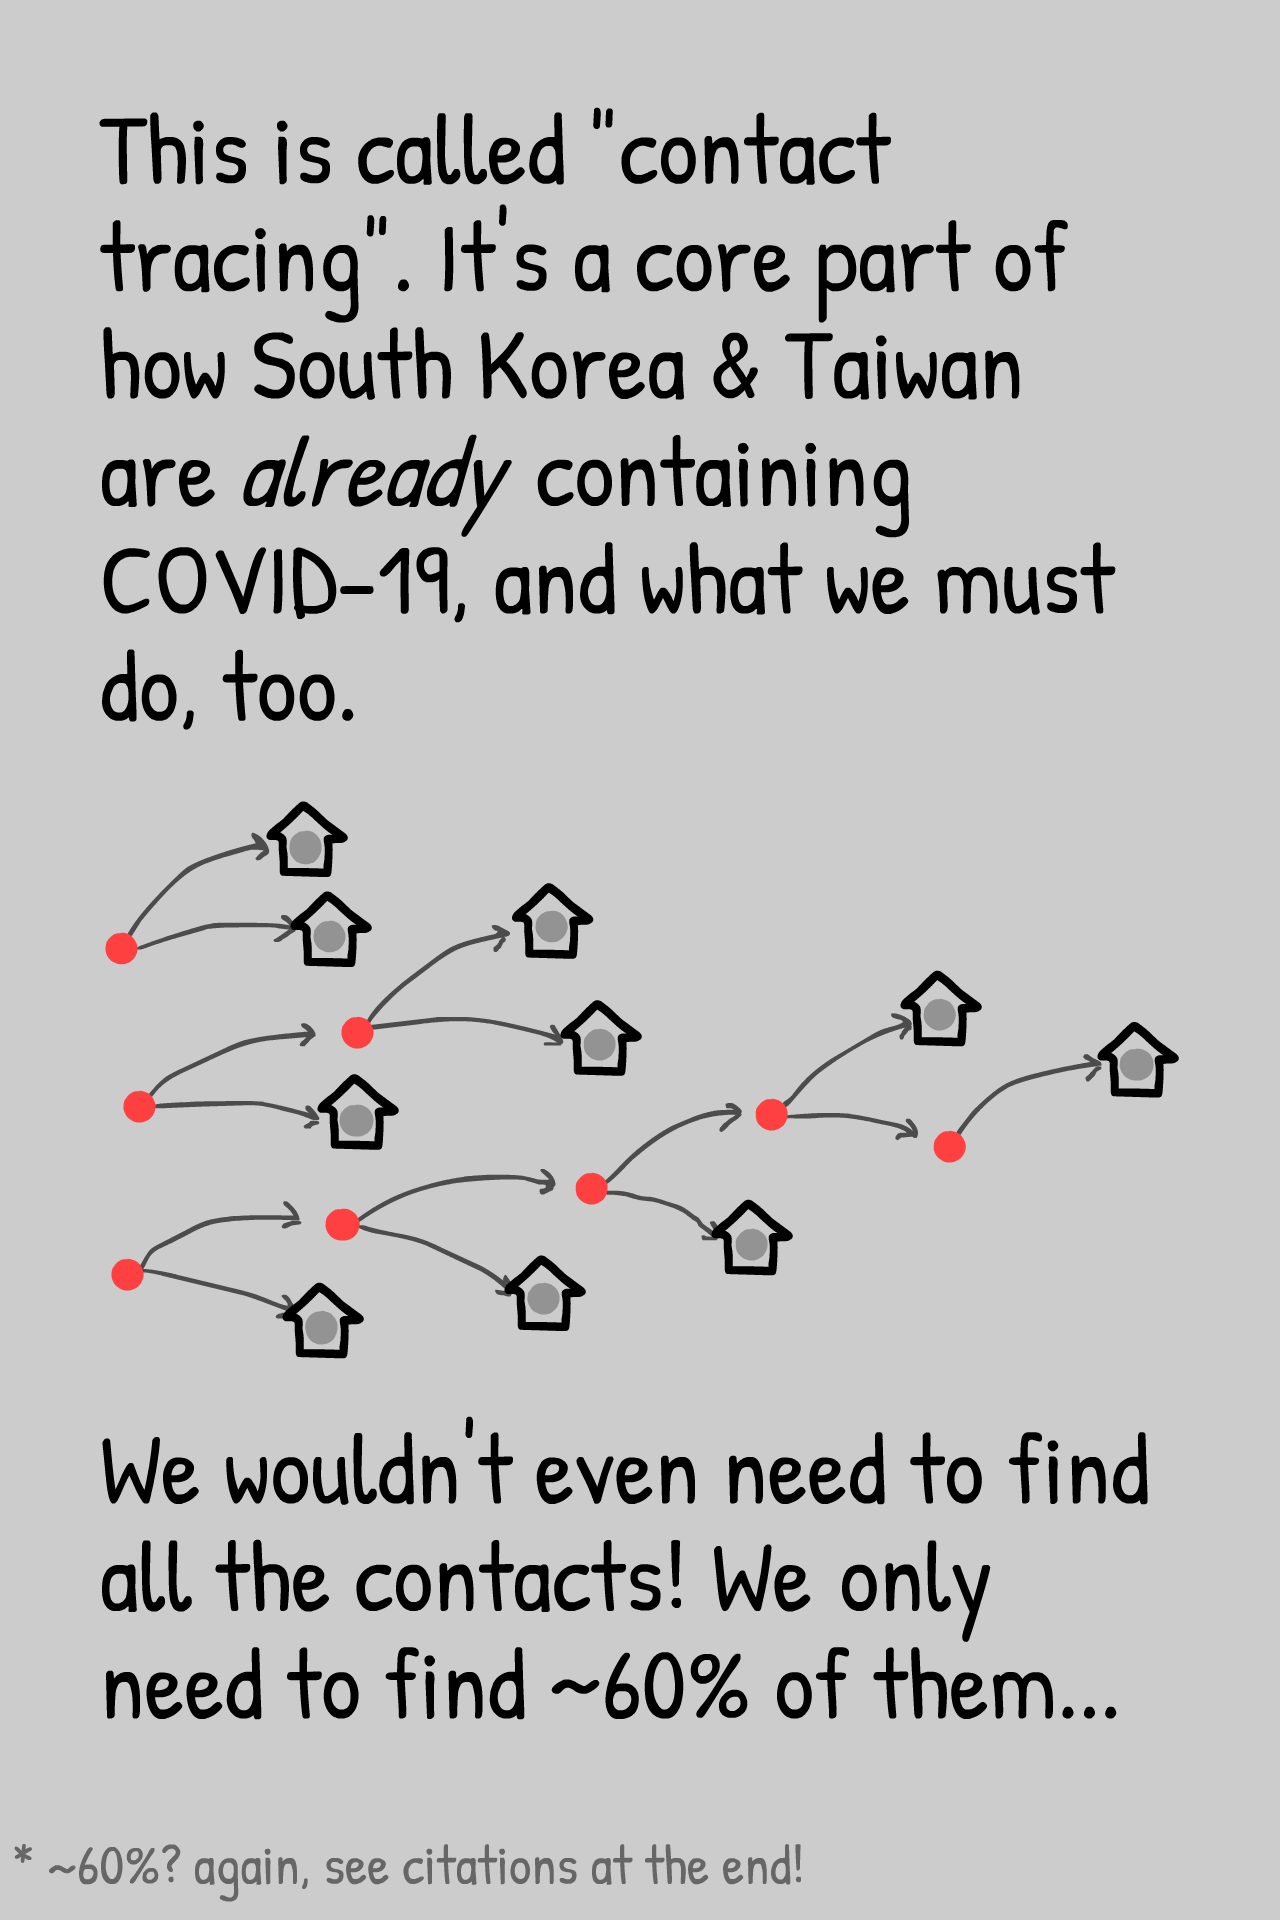 This is called "contact
tracing". It's a core part of
how South Korea & Taiwan
are already containing
COVID-19, and what we must
do, too.
We wouldn't even need to find
all the contacts! We only
need to find ~60% of them...
* ~60%? again, see citations at the end!